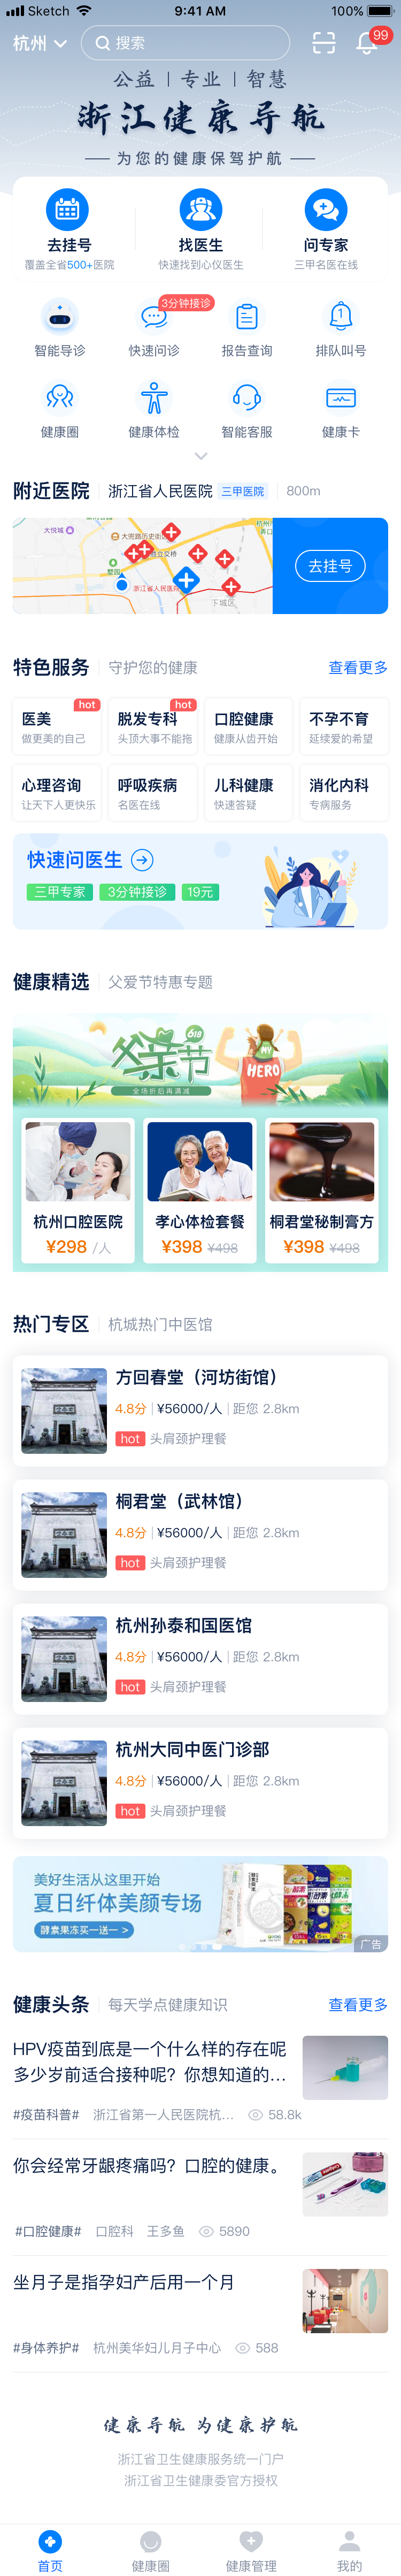 Sketch 9:41 AM 100%
杭州 搜索 99
公益 | 专业 | 智慧
浙江健康导航
为您的健康保驾护航
去挂号 找医生 问专家
覆盖全省500+医院 快速找到心仪医生 三甲名医在线
3分钟接诊
智能导诊 快速问诊 报告查询 排队叫号
健康圈 健康体检 智能客服 健康卡
附近医院 浙江省人民医院 三甲医院 800m
大悦城
大兜路历史街区
墅园
浙江省人民医院
下城区
去挂号
特色服务 守护您的健康 查看更多
hot hot
医美 脱发专科 口腔健康 不孕不育
做更美的自己 头顶大事不能拖 健康从齿开始 延续爱的希望
心理咨询 呼吸疾病 儿科健康 消化内科
让天下人更快乐 名医在线 快速答疑 专病服务
快速问医生
三甲专家 3分钟接诊 19元
健康精选 父爱节特惠专题
父亲节 618
全场折后再满减
MY
HERO
杭州口腔医院 孝心体检套餐 桐君堂秘制膏方
¥298 /人 ¥398 ¥498 ¥398 ¥498
热门专区 杭城热门中医馆
方回春堂（河坊街馆）
4.8分 ¥56000/人 距您 2.8km
hot 头肩颈护理餐
桐君堂（武林馆）
4.8分 ¥56000/人 距您 2.8km
hot 头肩颈护理餐
杭州孙泰和国医馆
4.8分 ¥56000/人 距您 2.8km
hot 头肩颈护理餐
杭州大同中医门诊部
4.8分 ¥56000/人 距您 2.8km
hot 头肩颈护理餐
美好生活从这里开始
夏日纤体美颜专场
酵素果冻买一送一 >
广告
健康头条 每天学点健康知识 查看更多
HPV疫苗到底是一个什么样的存在呢
多少岁前适合接种呢？你想知道的...
#疫苗科普# 浙江省第一人民医院杭... 58.8k
你会经常牙龈疼痛吗？口腔的健康。
#口腔健康# 口腔科 王多鱼 5890
坐月子是指孕妇产后用一个月
#身体养护# 杭州美华妇儿月子中心 588
健康导航 为健康护航
浙江省卫生健康服务统一门户
浙江省卫生健康委官方授权
首页 健康圈 健康管理 我的